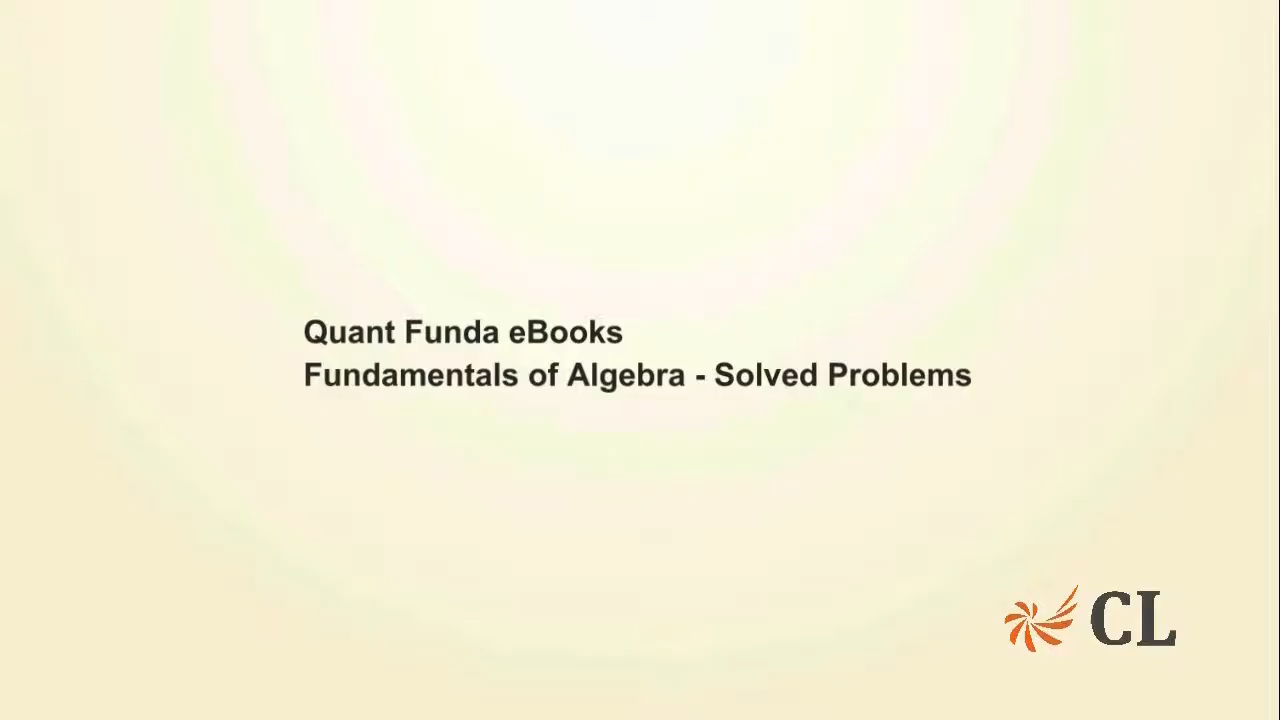 Quant Funda eBooks
Fundamentals of Algebra - Solved Problems
CL